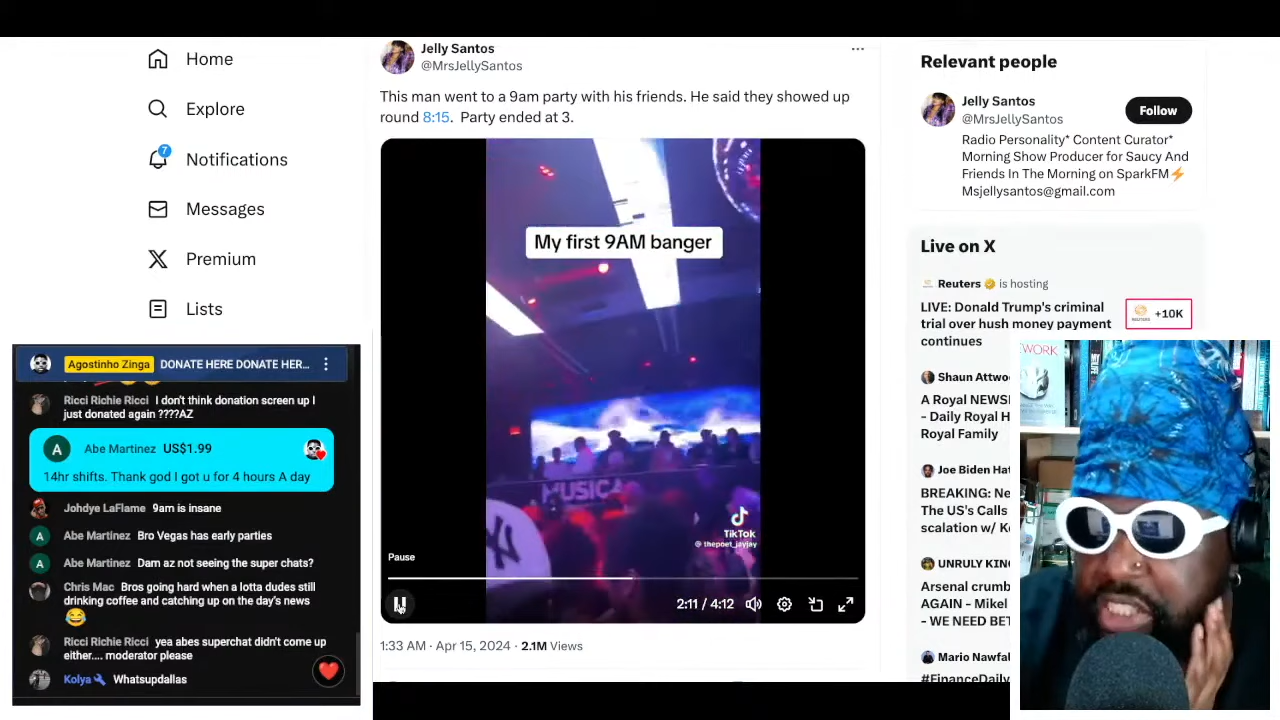 Home
Explore
7
Notifications
Messages
Premium
Lists
Jelly Santos
@MrsJellySantos
This man went to a 9am party with his friends. He said they showed up
round 8:15. Party ended at 3.
My first 9AM banger
MUSICA
TikTok
@ thepoet_jayjay
Pause
2:11 / 4:12
1:33 AM · Apr 15, 2024 · 2.1M Views
Relevant people
Jelly Santos
@MrsJellySantos
Follow
Radio Personality* Content Curator*
Morning Show Producer for Saucy And
Friends In The Morning on SparkFM⚡
Msjellysantos@gmail.com
Live on X
Reuters is hosting
LIVE: Donald Trump's criminal
trial over hush money payment
continues
REUTERS
+10K
Shaun Attwoo
A Royal NEWS
- Daily Royal H
Royal Family
Joe Biden Hat
BREAKING: Ne
The US's Calls
scalation w/ K
UNRULY KING
Arsenal crumb
AGAIN - Mikel
- WE NEED BET
Mario Nawfal
#FinanceDaily
Agostinho Zinga DONATE HERE DONATE HER...
Ricci Richie Ricci I don't think donation screen up I
just donated again ????AZ
A
Abe Martinez US$1.99
14hr shifts. Thank god I got u for 4 hours A day
Johdye LaFlame 9am is insane
A Abe Martinez Bro Vegas has early parties
A Abe Martinez Dam az not seeing the super chats?
Chris Mac Bros going hard when a lotta dudes still
drinking coffee and catching up on the day's news
😂
Ricci Richie Ricci yea abes superchat didn't come up
either.... moderator please
Kolya Whatsupdallas
WORK